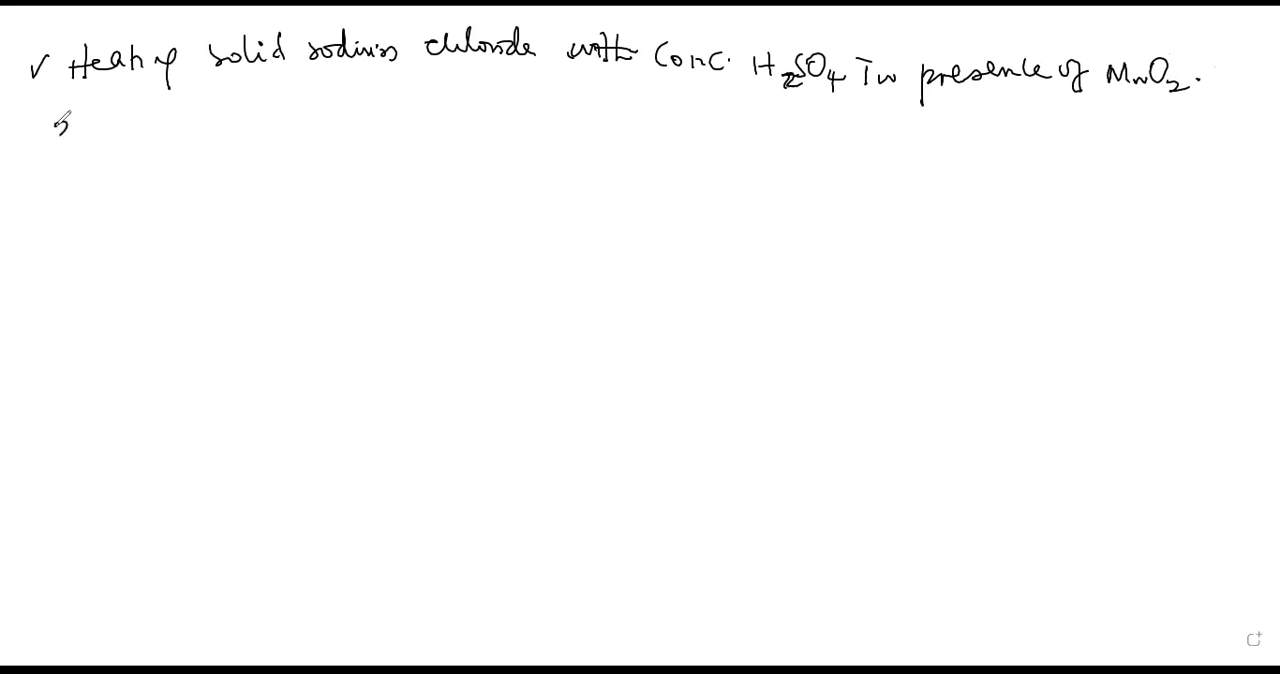 ✓ Heating solid sodium chloride with Conc. H₂SO₄ In presence of MnO₂.